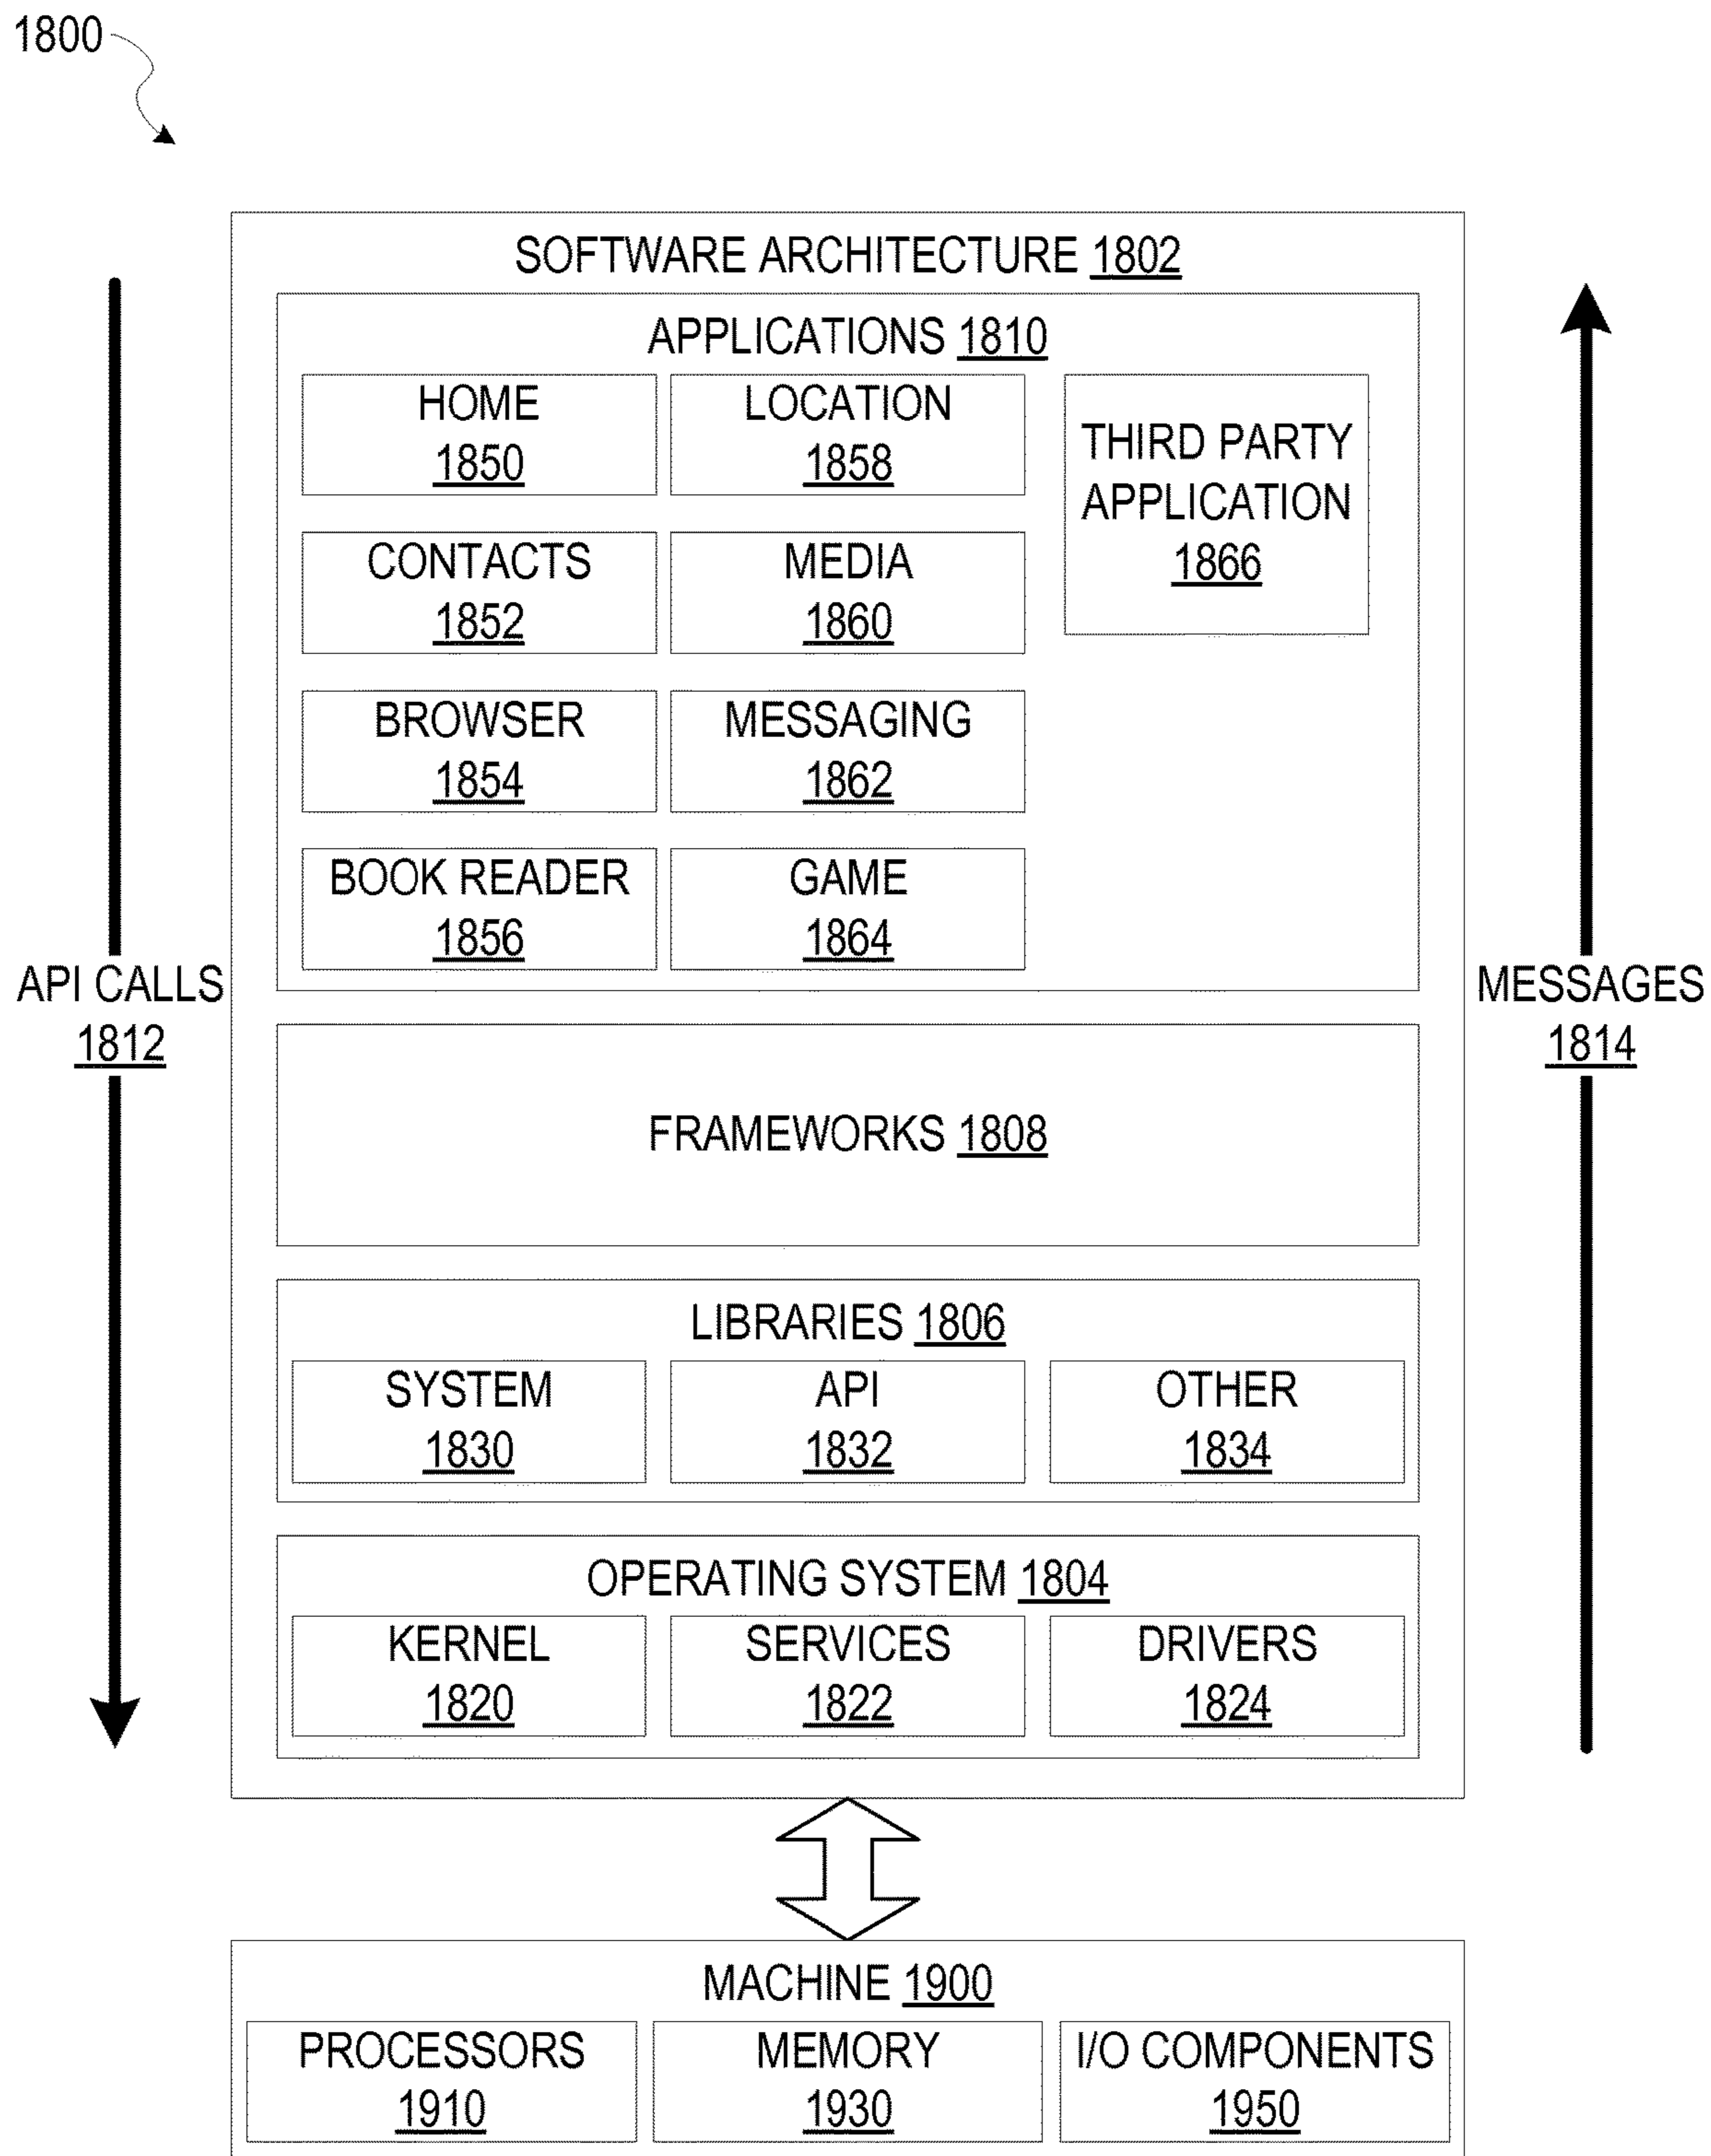 1800
SOFTWARE ARCHITECTURE 1802
APPLICATIONS 1810
HOME
1850
LOCATION
1858
THIRD PARTY
APPLICATION
1866
CONTACTS
1852
MEDIA
1860
BROWSER
1854
MESSAGING
1862
BOOK READER
1856
GAME
1864
API CALLS
1812
MESSAGES
1814
FRAMEWORKS 1808
LIBRARIES 1806
SYSTEM
1830
API
1832
OTHER
1834
OPERATING SYSTEM 1804
KERNEL
1820
SERVICES
1822
DRIVERS
1824
MACHINE 1900
PROCESSORS
1910
MEMORY
1930
I/O COMPONENTS
1950